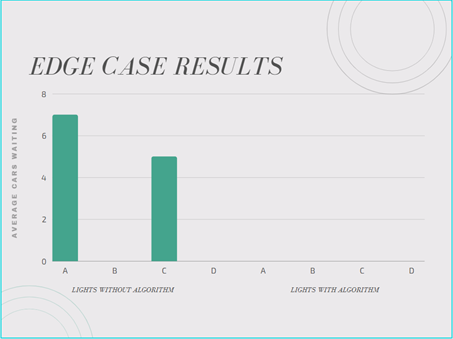 EDGE CASE RESULTS
AVERAGE CARS WAITING
8
6
4
2
0
A B C D A B C D
LIGHTS WITHOUT ALGORITHM LIGHTS WITH ALGORITHM